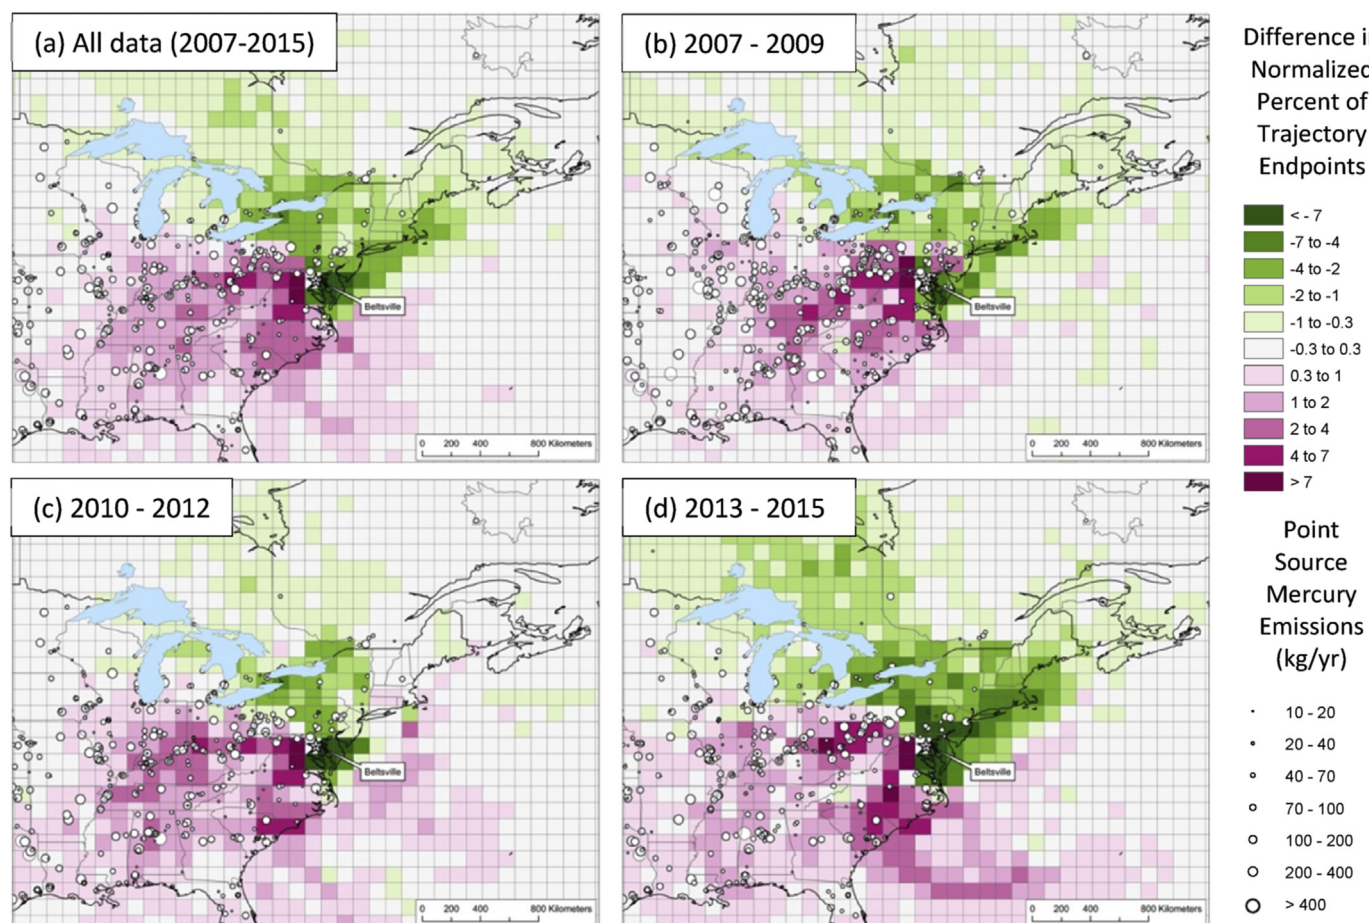 (a) All data (2007-2015)
(b) 2007 - 2009
Beltsville
Beltsville
0 200 400 800 Kilometers
0 200 400 800 Kilometers
(c) 2010 - 2012
(d) 2013 - 2015
Beltsville
Beltsville
0 200 400 800 Kilometers
0 200 400 800 Kilometers
Difference i
Normalized
Percent of
Trajectory
Endpoints
< - 7
-7 to -4
-4 to -2
-2 to -1
-1 to -0.3
-0.3 to 0.3
0.3 to 1
1 to 2
2 to 4
4 to 7
> 7
Point
Source
Mercury
Emissions
(kg/yr)
10 - 20
20 - 40
40 - 70
70 - 100
100 - 200
200 - 400
> 400